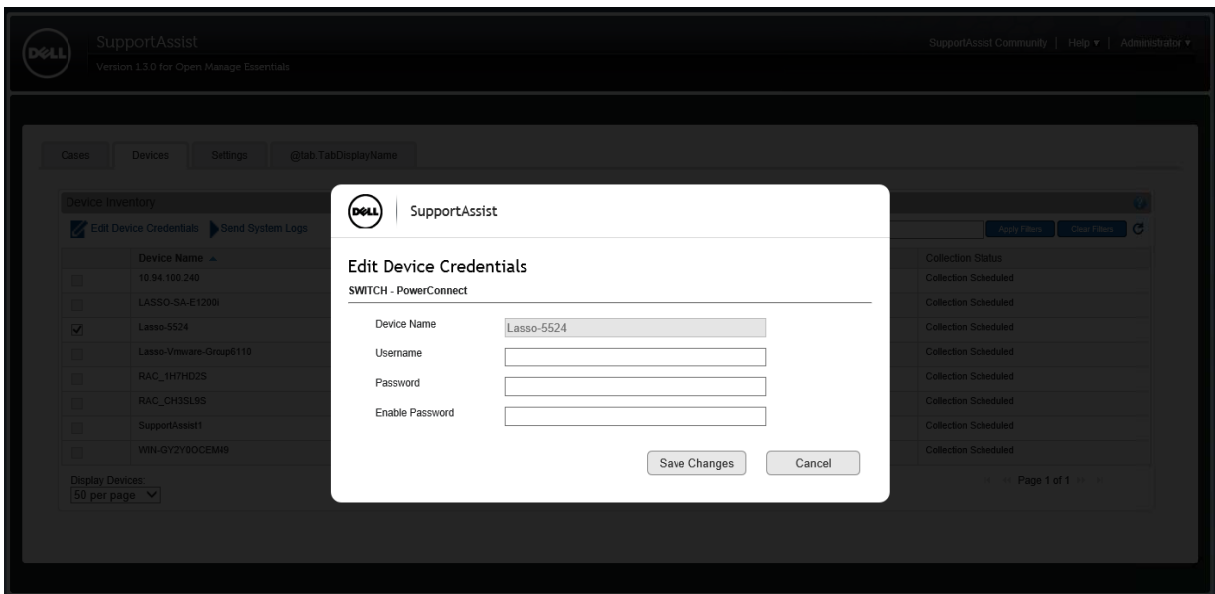 DELL
SupportAssist
Version 1.3.0 for Open Manage Essentials
SupportAssist Community | Help ▾ | Administrator ▾
Cases Devices Settings @tab.TabDisplayName
Device Inventory
Edit Device Credentials Send System Logs
Apply Filters Clear Filters
Device Name Collection Status
10.94.100.240 Collection Scheduled
LASSO-SA-E1200i Collection Scheduled
Lasso-5524 Collection Scheduled
Lasso-Vmware-Group6110 Collection Scheduled
RAC_1H7HD2S Collection Scheduled
RAC_CH3SL9S Collection Scheduled
SupportAssist1 Collection Scheduled
WIN-GY2Y0OCEM49 Collection Scheduled
Display Devices:
50 per page
Page 1 of 1
DELL SupportAssist
Edit Device Credentials
SWITCH - PowerConnect
Device Name Lasso-5524
Username
Password
Enable Password
Save Changes Cancel